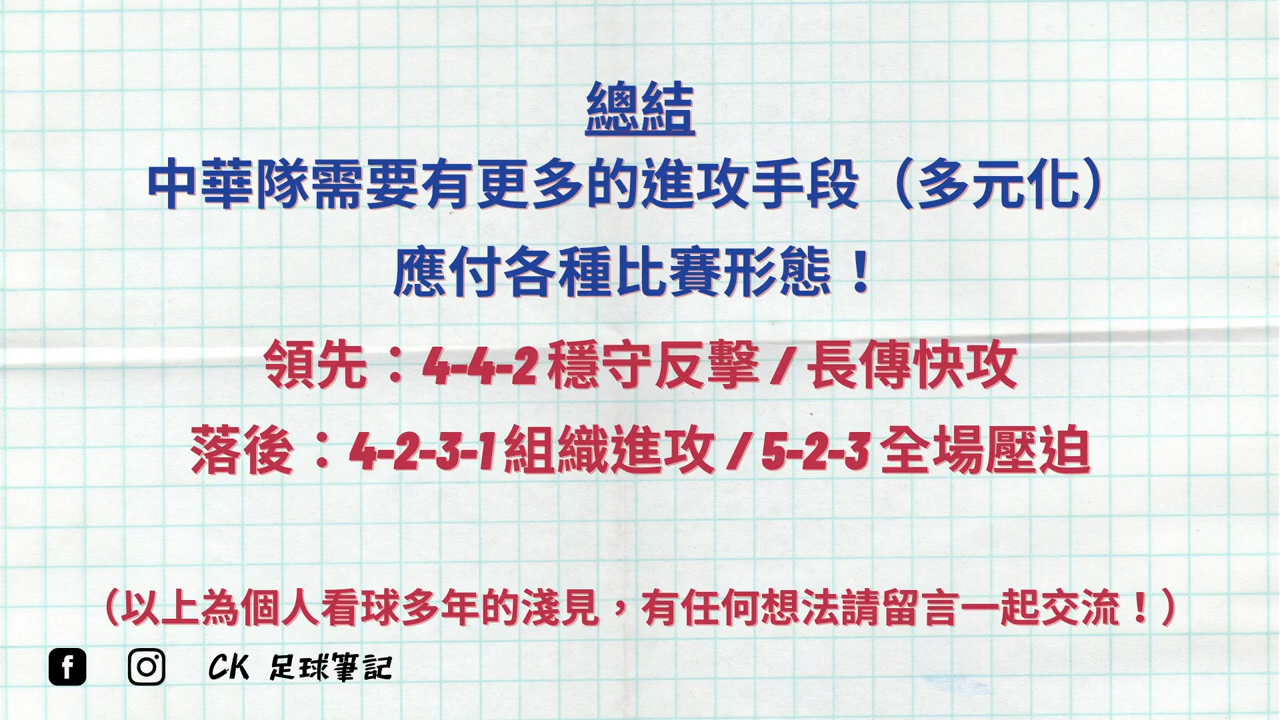 總結
中華隊需要有更多的進攻手段（多元化）
應付各種比賽形態！
領先：4-4-2 穩守反擊 / 長傳快攻
落後：4-2-3-1 組織進攻 / 5-2-3 全場壓迫
（以上為個人看球多年的淺見，有任何想法請留言一起交流！）
CK 足球筆記